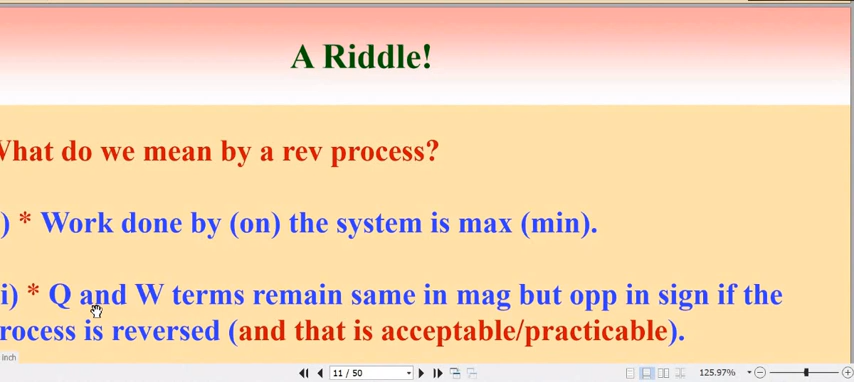 A Riddle!
What do we mean by a rev process?
) * Work done by (on) the system is max (min).
i) * Q and W terms remain same in mag but opp in sign if the
rocess is reversed (and that is acceptable/practicable).
inch
11 / 50
125.97%